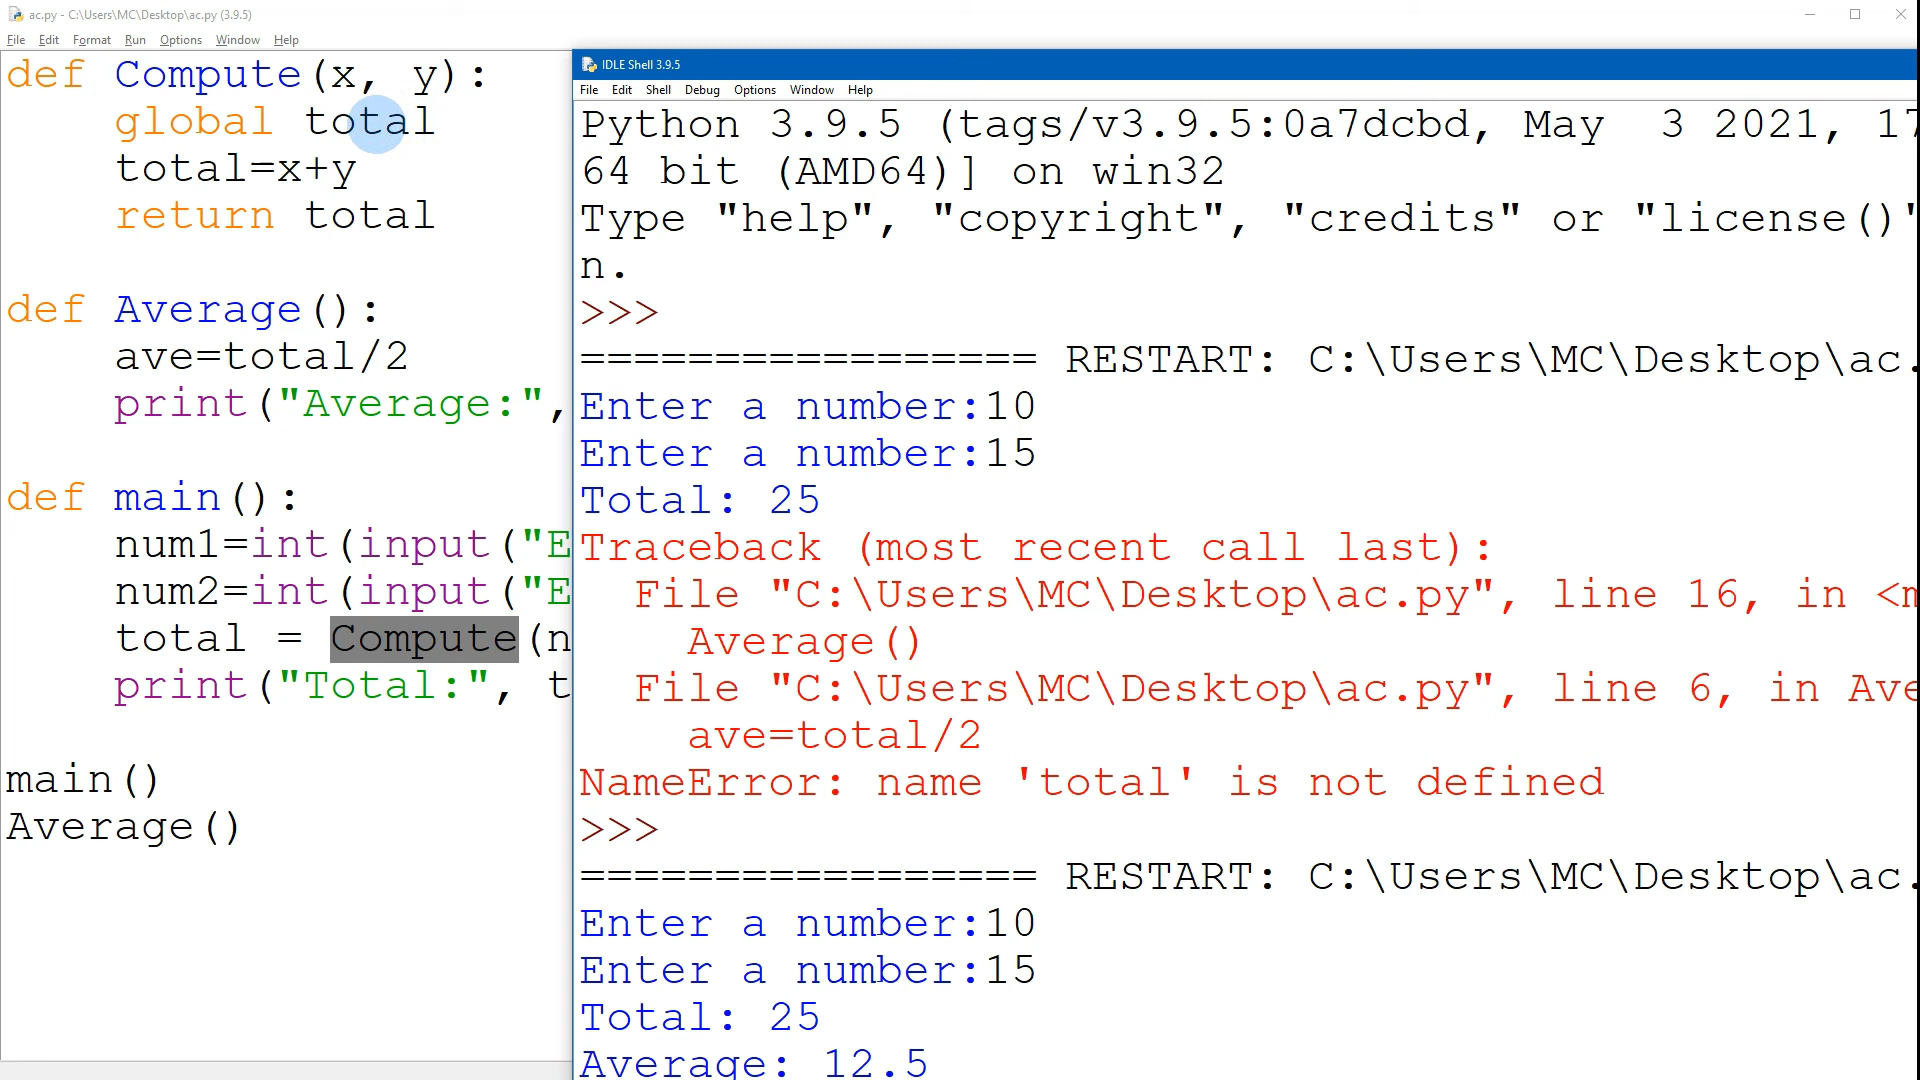 ac.py - C:\Users\MC\Desktop\ac.py (3.9.5)
File Edit Format Run Options Window Help
def Compute(x, y):
global total
total=x+y
return total
def Average():
ave=total/2
print("Average:",
def main():
num1=int(input("E
num2=int(input("E
total = Compute(n
print("Total:", t
main()
Average()
IDLE Shell 3.9.5
File Edit Shell Debug Options Window Help
Python 3.9.5 (tags/v3.9.5:0a7dcbd, May  3 2021, 17
64 bit (AMD64)] on win32
Type "help", "copyright", "credits" or "license()"
n.
>>>
================= RESTART: C:\Users\MC\Desktop\ac.
Enter a number:10
Enter a number:15
Total: 25
Traceback (most recent call last):
File "C:\Users\MC\Desktop\ac.py", line 16, in <m
Average()
File "C:\Users\MC\Desktop\ac.py", line 6, in Ave
ave=total/2
NameError: name 'total' is not defined
>>>
================= RESTART: C:\Users\MC\Desktop\ac.
Enter a number:10
Enter a number:15
Total: 25
Average: 12.5